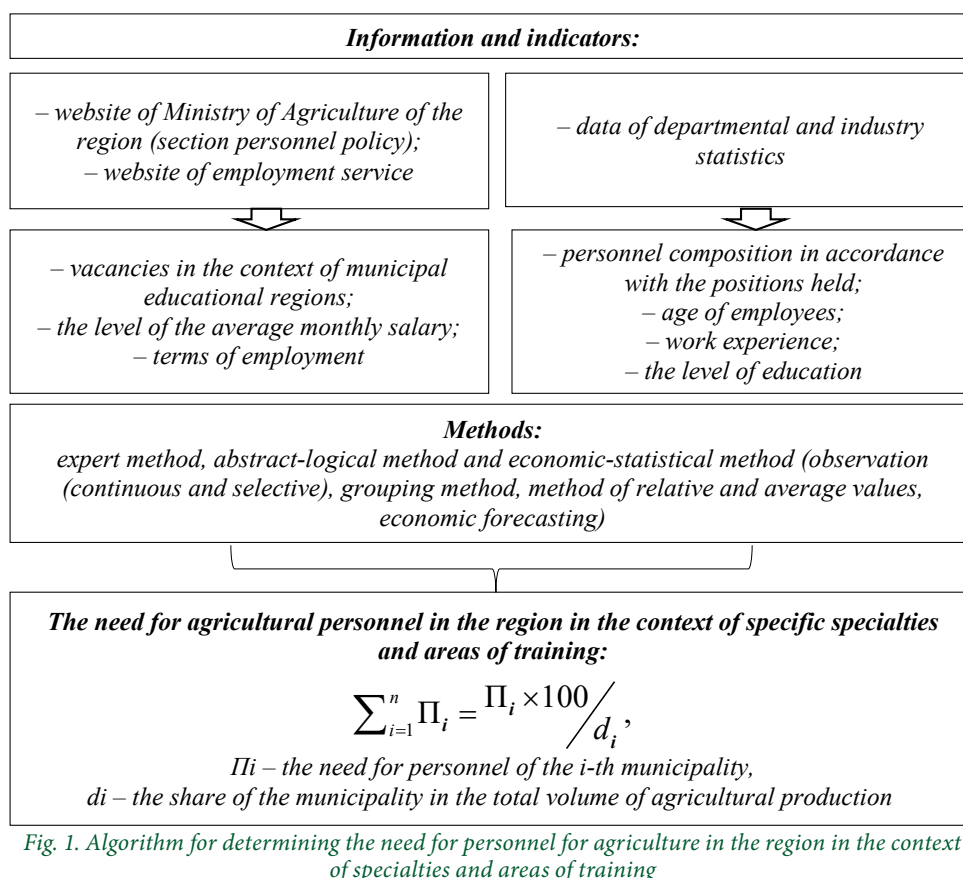 Information and indicators:
– website of Ministry of Agriculture of the
region (section personnel policy);
– website of employment service
– data of departmental and industry
statistics
– vacancies in the context of municipal
educational regions;
– the level of the average monthly salary;
– terms of employment
– personnel composition in accordance
with the positions held;
– age of employees;
– work experience;
– the level of education
Methods:
expert method, abstract-logical method and economic-statistical method (observation
(continuous and selective), grouping method, method of relative and average values,
economic forecasting)
The need for agricultural personnel in the region in the context of specific specialties
and areas of training:
∑ⁿᵢ₌₁ Πᵢ = Πᵢ × 100 / dᵢ,
Πi – the need for personnel of the i-th municipality,
di – the share of the municipality in the total volume of agricultural production
Fig. 1. Algorithm for determining the need for personnel for agriculture in the region in the context
of specialties and areas of training